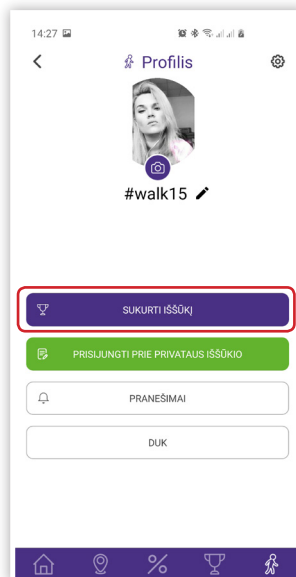 14:27
Profilis
#walk15
SUKURTI IŠŠŪKĮ
PRISIJUNGTI PRIE PRIVATAUS IŠŠŪKIO
PRANEŠIMAI
DUK